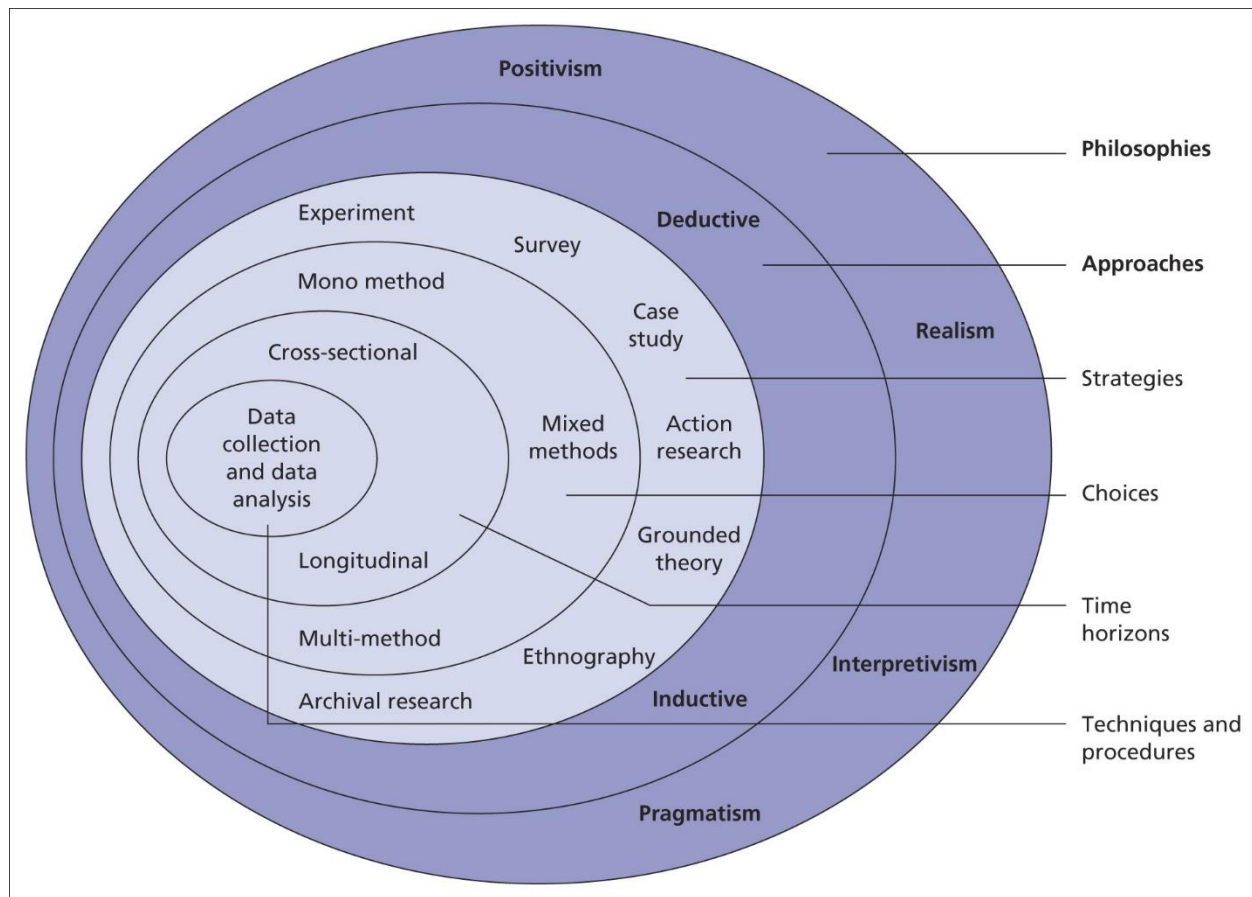 Positivism
Philosophies
Experiment
Deductive
Survey
Approaches
Mono method
Case
study
Realism
Cross-sectional
Strategies
Data
collection
and data
analysis
Mixed
methods
Action
research
Choices
Grounded
theory
Longitudinal
Time
horizons
Multi-method
Ethnography
Interpretivism
Archival research
Inductive
Techniques and
procedures
Pragmatism